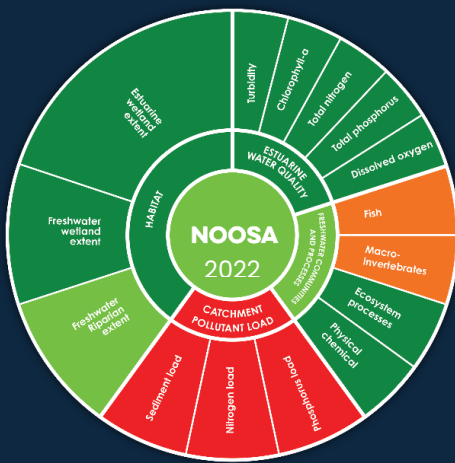 NOOSA
2022
HABITAT
ESTUARINE
WATER QUALITY
FRESHWATER COMMUNITIES
AND PROCESSES
CATCHMENT
POLLUTANT LOAD
Estuarine
wetland
extent
Turbidity
Chlorophyll-a
Total nitrogen
Total phosphorus
Dissolved oxygen
Fish
Macro-
Invertebrates
Ecosystem
processes
Physical
chemical
Phosphorus load
Nitrogen load
Sediment load
Freshwater
Riparian
extent
Freshwater
wetland
extent